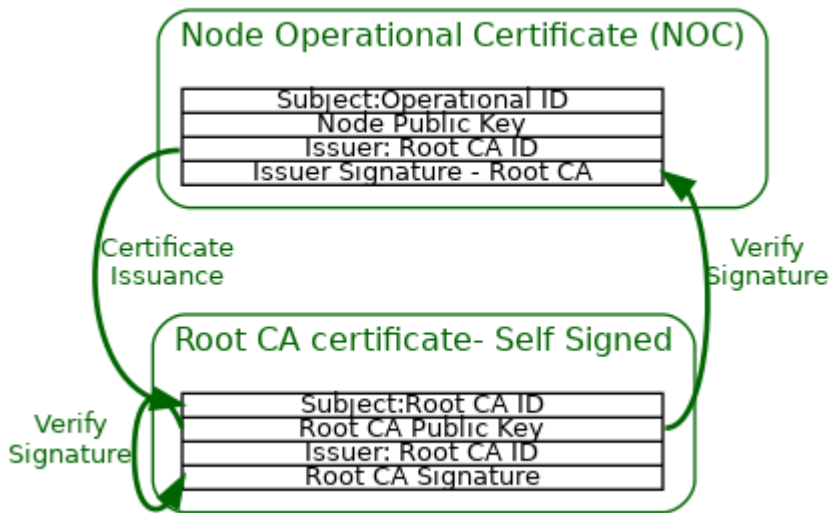 Node Operational Certificate (NOC)
Subject:Operational ID
Node Public Key
Issuer: Root CA ID
Issuer Signature - Root CA
Certificate
Issuance
Verify
Signature
Root CA certificate- Self Signed
Subject:Root CA ID
Root CA Public Key
Issuer: Root CA ID
Root CA Signature
Verify
Signature